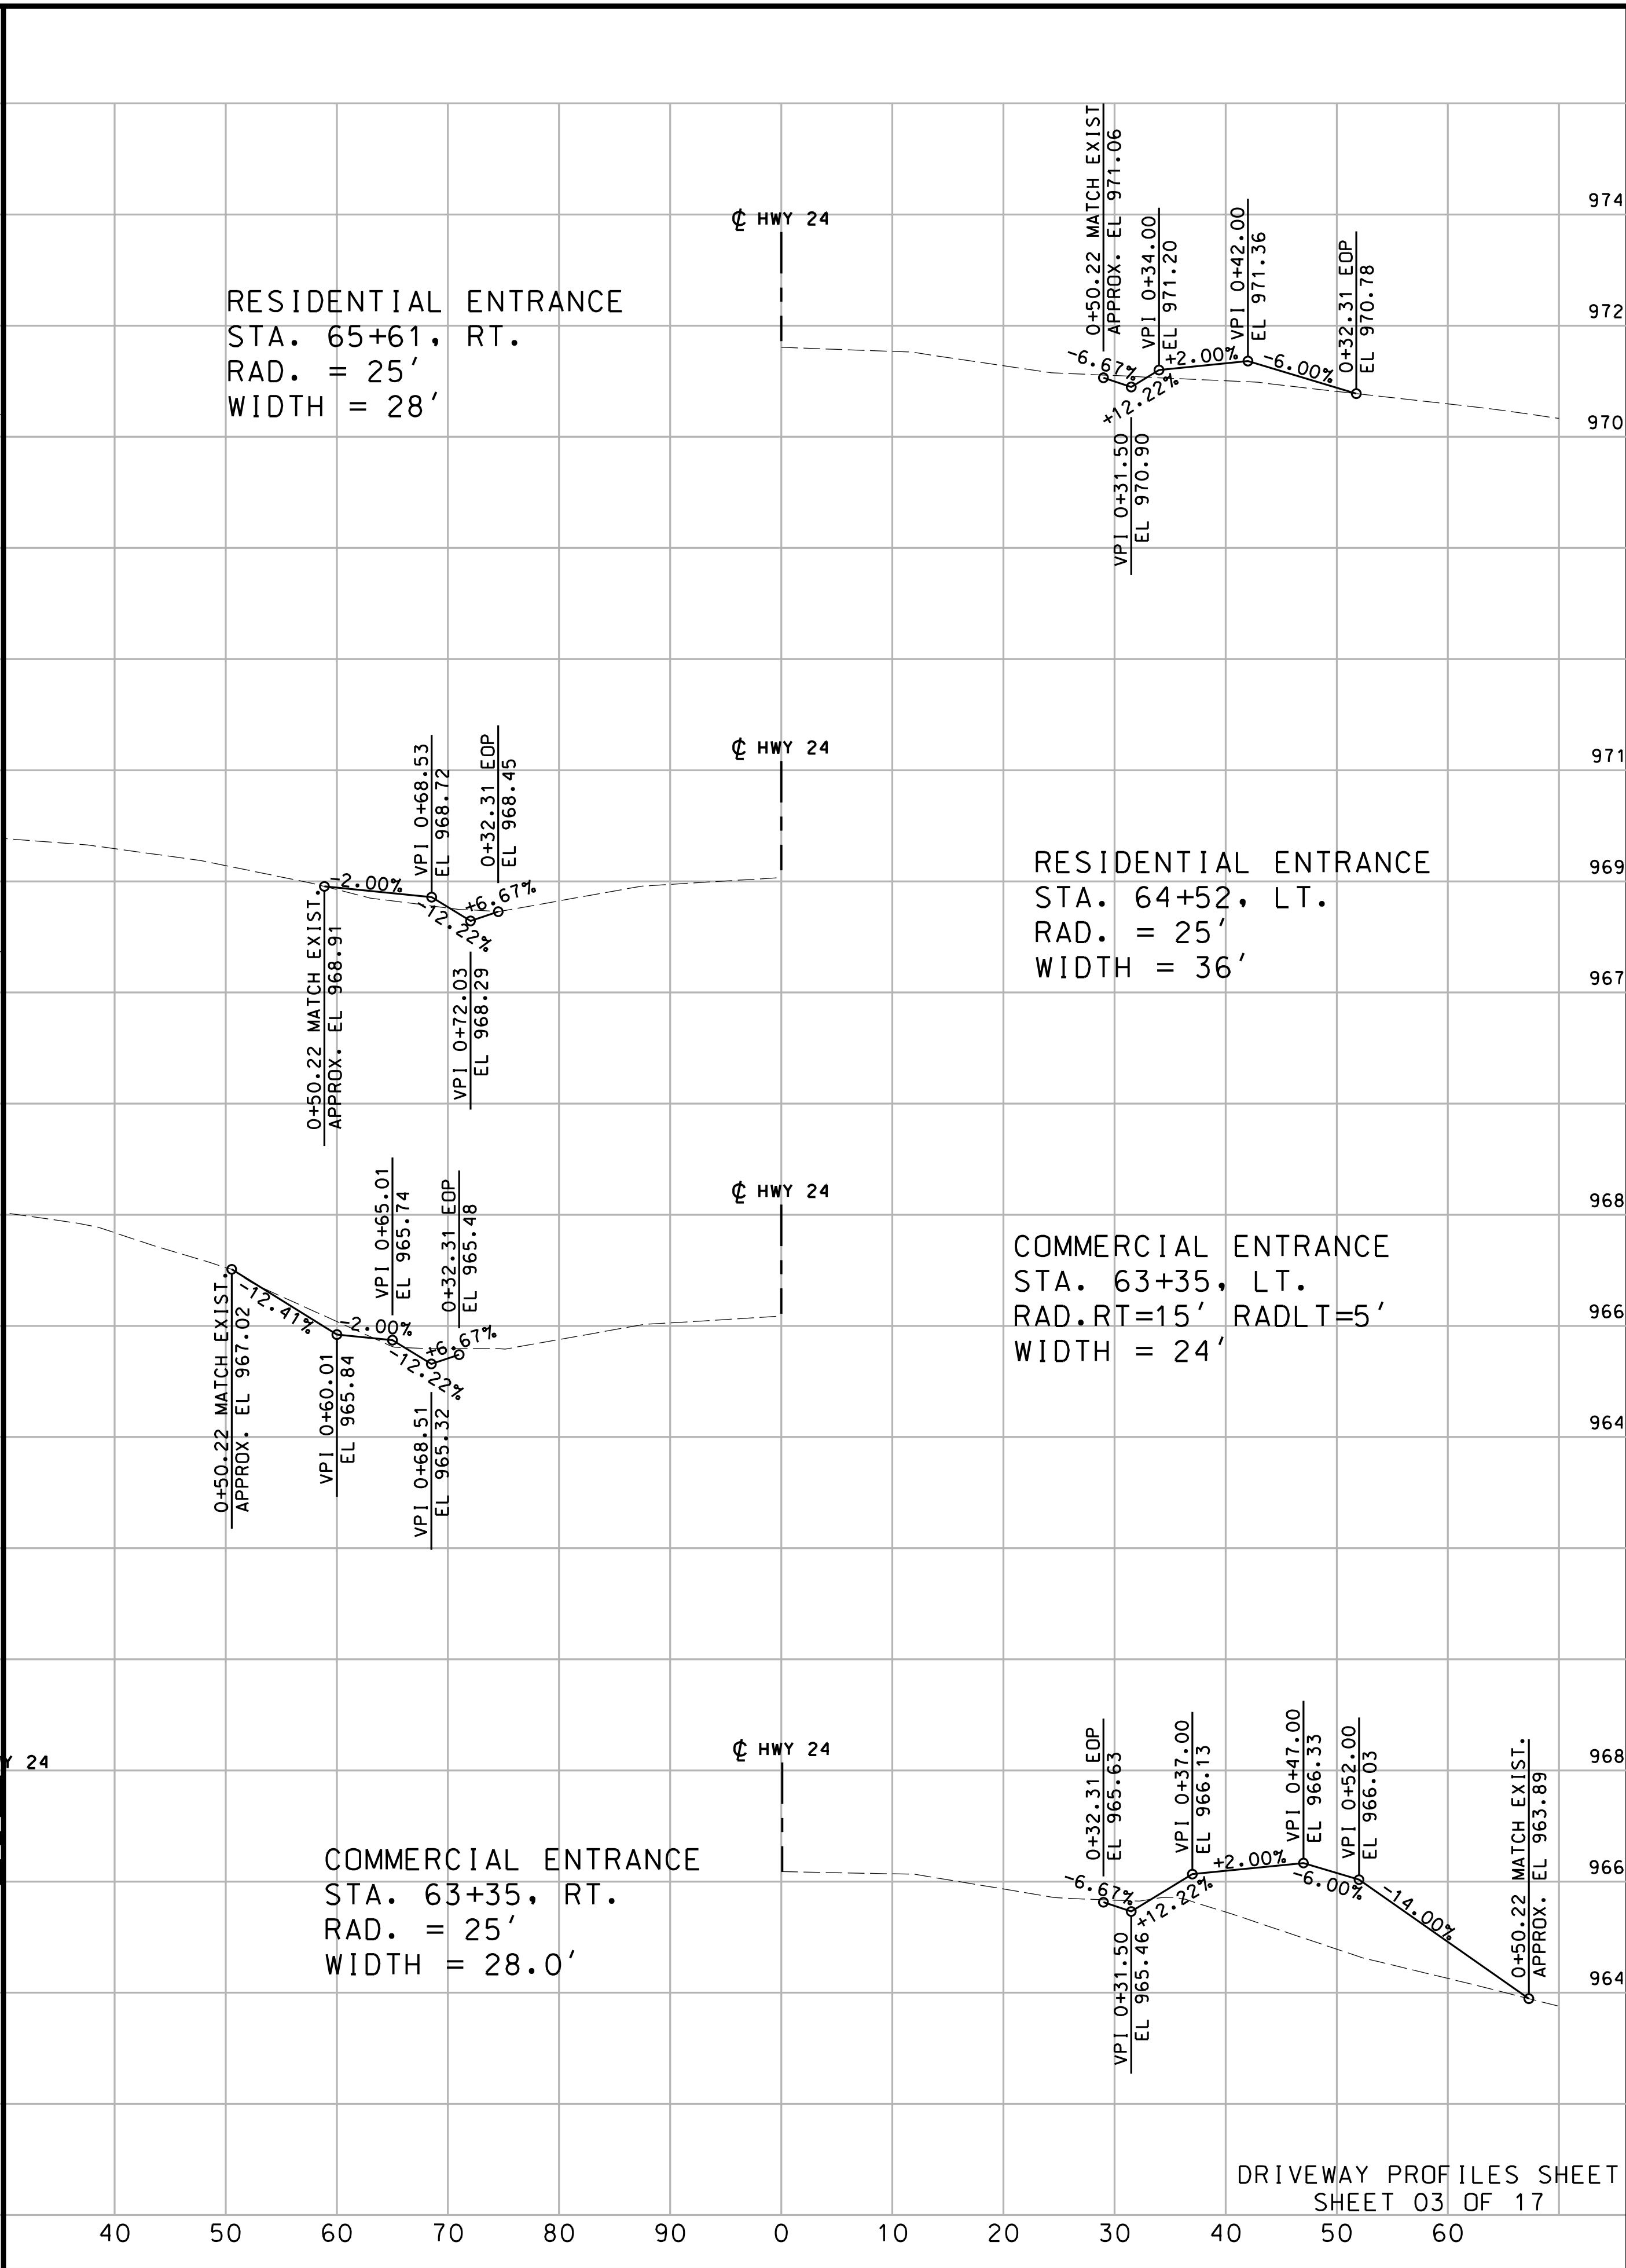 0+50.22 MATCH EXIST
APPROX. EL 971.06
VPI 0+34.00
EL 971.20
VPI 0+42.00
EL 971.36
0+32.31 EOP
EL 970.78
974
℄ HWY 24
RESIDENTIAL ENTRANCE
STA. 65+61, RT.
RAD. = 25'
WIDTH = 28'
972
-6.67%
+12.22%
+2.00%
-6.00%
970
VPI 0+31.50
EL 970.90
VPI 0+68.53
EL 968.72
0+32.31 EOP
EL 968.45
℄ HWY 24
971
-2.00%
-12.22%
+6.67%
RESIDENTIAL ENTRANCE
STA. 64+52, LT.
RAD. = 25'
WIDTH = 36'
969
967
0+50.22 MATCH EXIST.
APPROX. EL 968.91
VPI 0+72.03
EL 968.29
VPI 0+65.01
EL 965.74
0+32.31 EOP
EL 965.48
℄ HWY 24
968
COMMERCIAL ENTRANCE
STA. 63+35, LT.
RAD.RT=15' RADLT=5'
WIDTH = 24'
966
-12.41%
-2.00%
-12.22%
+6.67%
964
0+50.22 MATCH EXIST.
APPROX. EL 967.02
VPI 0+60.01
EL 965.84
VPI 0+68.51
EL 965.32
Y 24
℄ HWY 24
0+32.31 EOP
EL 965.63
VPI 0+37.00
EL 966.13
VPI 0+47.00
EL 966.33
VPI 0+52.00
EL 966.03
0+50.22 MATCH EXIST.
APPROX. EL 963.89
968
COMMERCIAL ENTRANCE
STA. 63+35, RT.
RAD. = 25'
WIDTH = 28.0'
966
-6.67%
+12.22%
+2.00%
-6.00%
-14.00%
964
VPI 0+31.50
EL 965.46
DRIVEWAY PROFILES SHEET
SHEET 03 OF 17
40 50 60 70 80 90 0 10 20 30 40 50 60